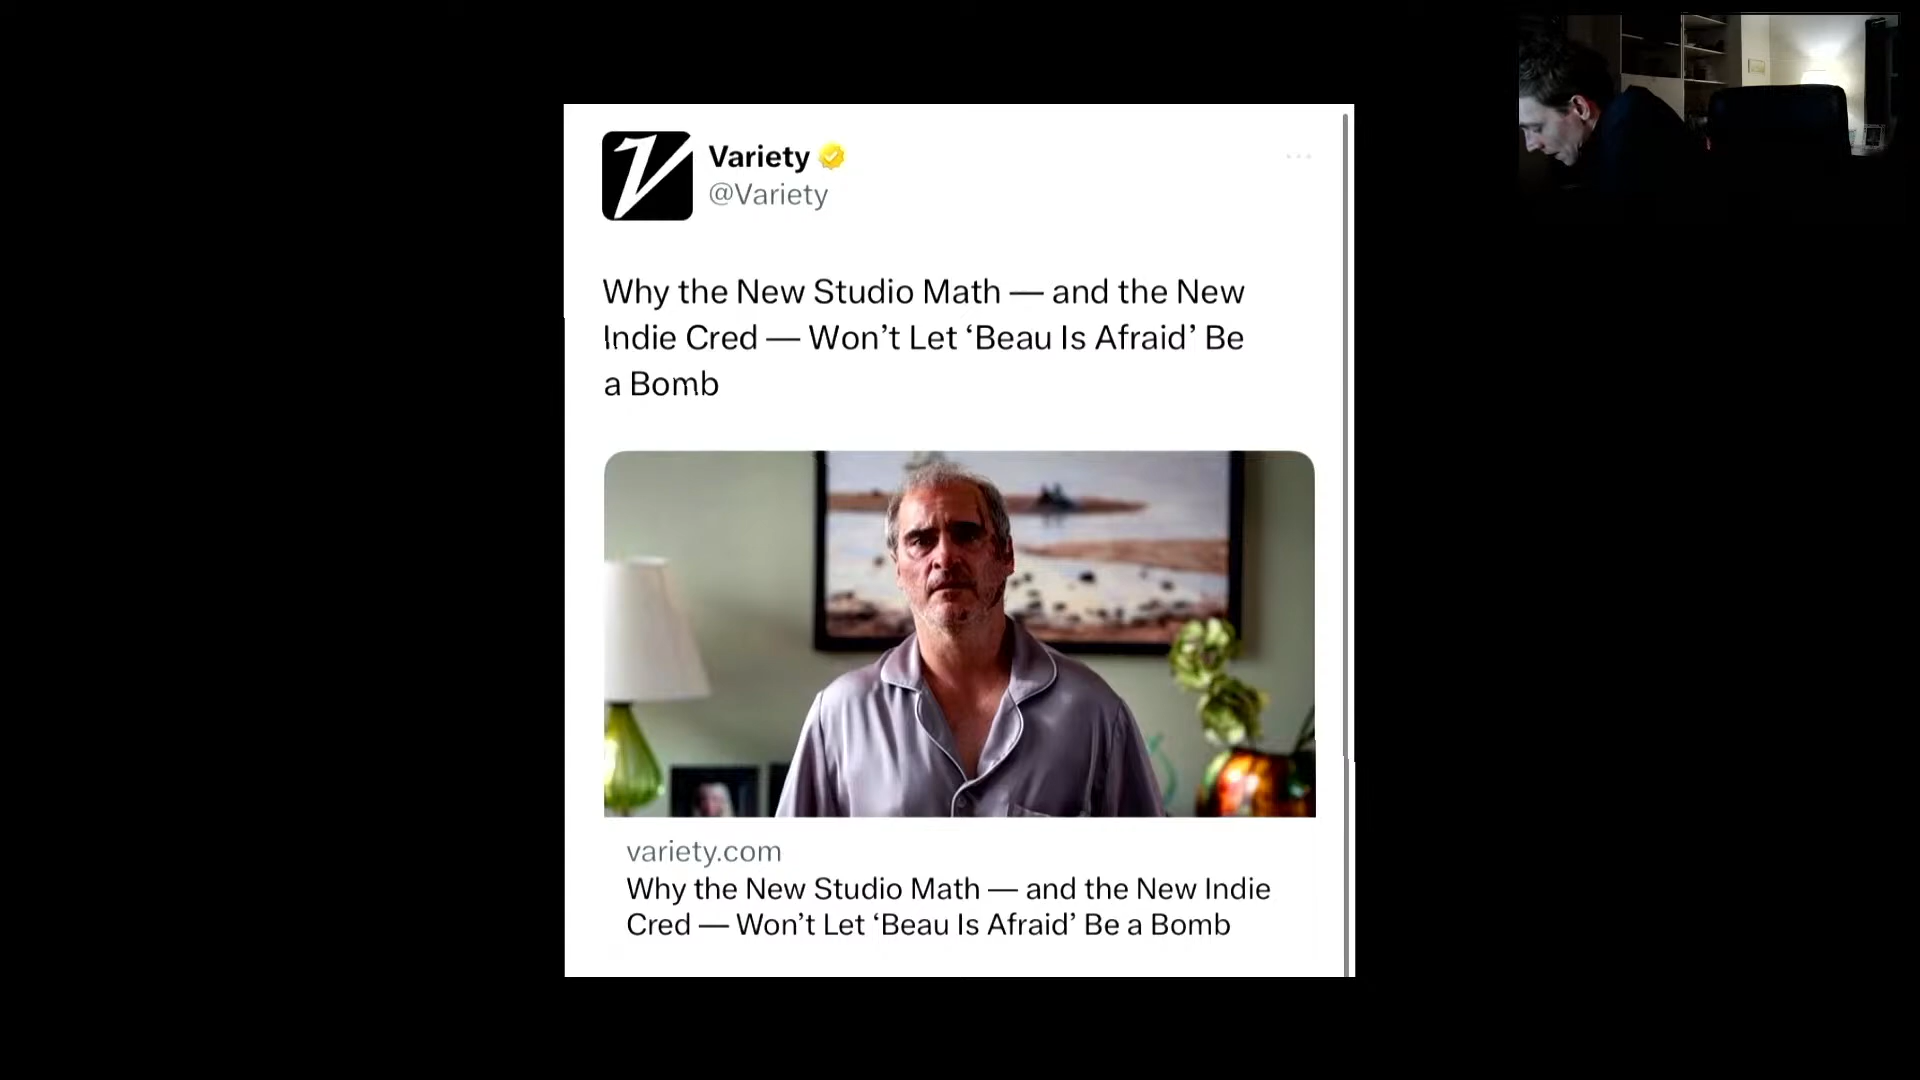 Variety
@Variety
Why the New Studio Math — and the New
Indie Cred — Won’t Let ‘Beau Is Afraid’ Be
a Bomb
variety.com
Why the New Studio Math — and the New Indie
Cred — Won’t Let ‘Beau Is Afraid’ Be a Bomb